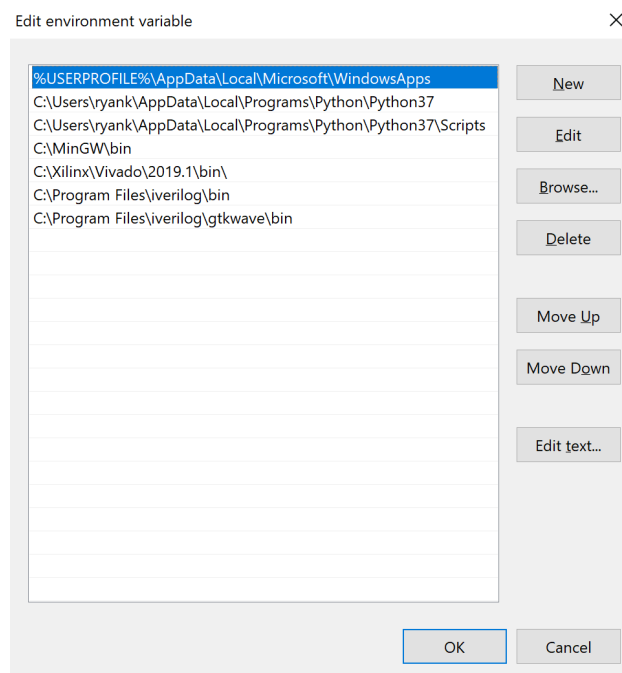 Edit environment variable
%USERPROFILE%\AppData\Local\Microsoft\WindowsApps
C:\Users\ryank\AppData\Local\Programs\Python\Python37
C:\Users\ryank\AppData\Local\Programs\Python\Python37\Scripts
C:\MinGW\bin
C:\Xilinx\Vivado\2019.1\bin\
C:\Program Files\iverilog\bin
C:\Program Files\iverilog\gtkwave\bin
New
Edit
Browse...
Delete
Move Up
Move Down
Edit text...
OK
Cancel